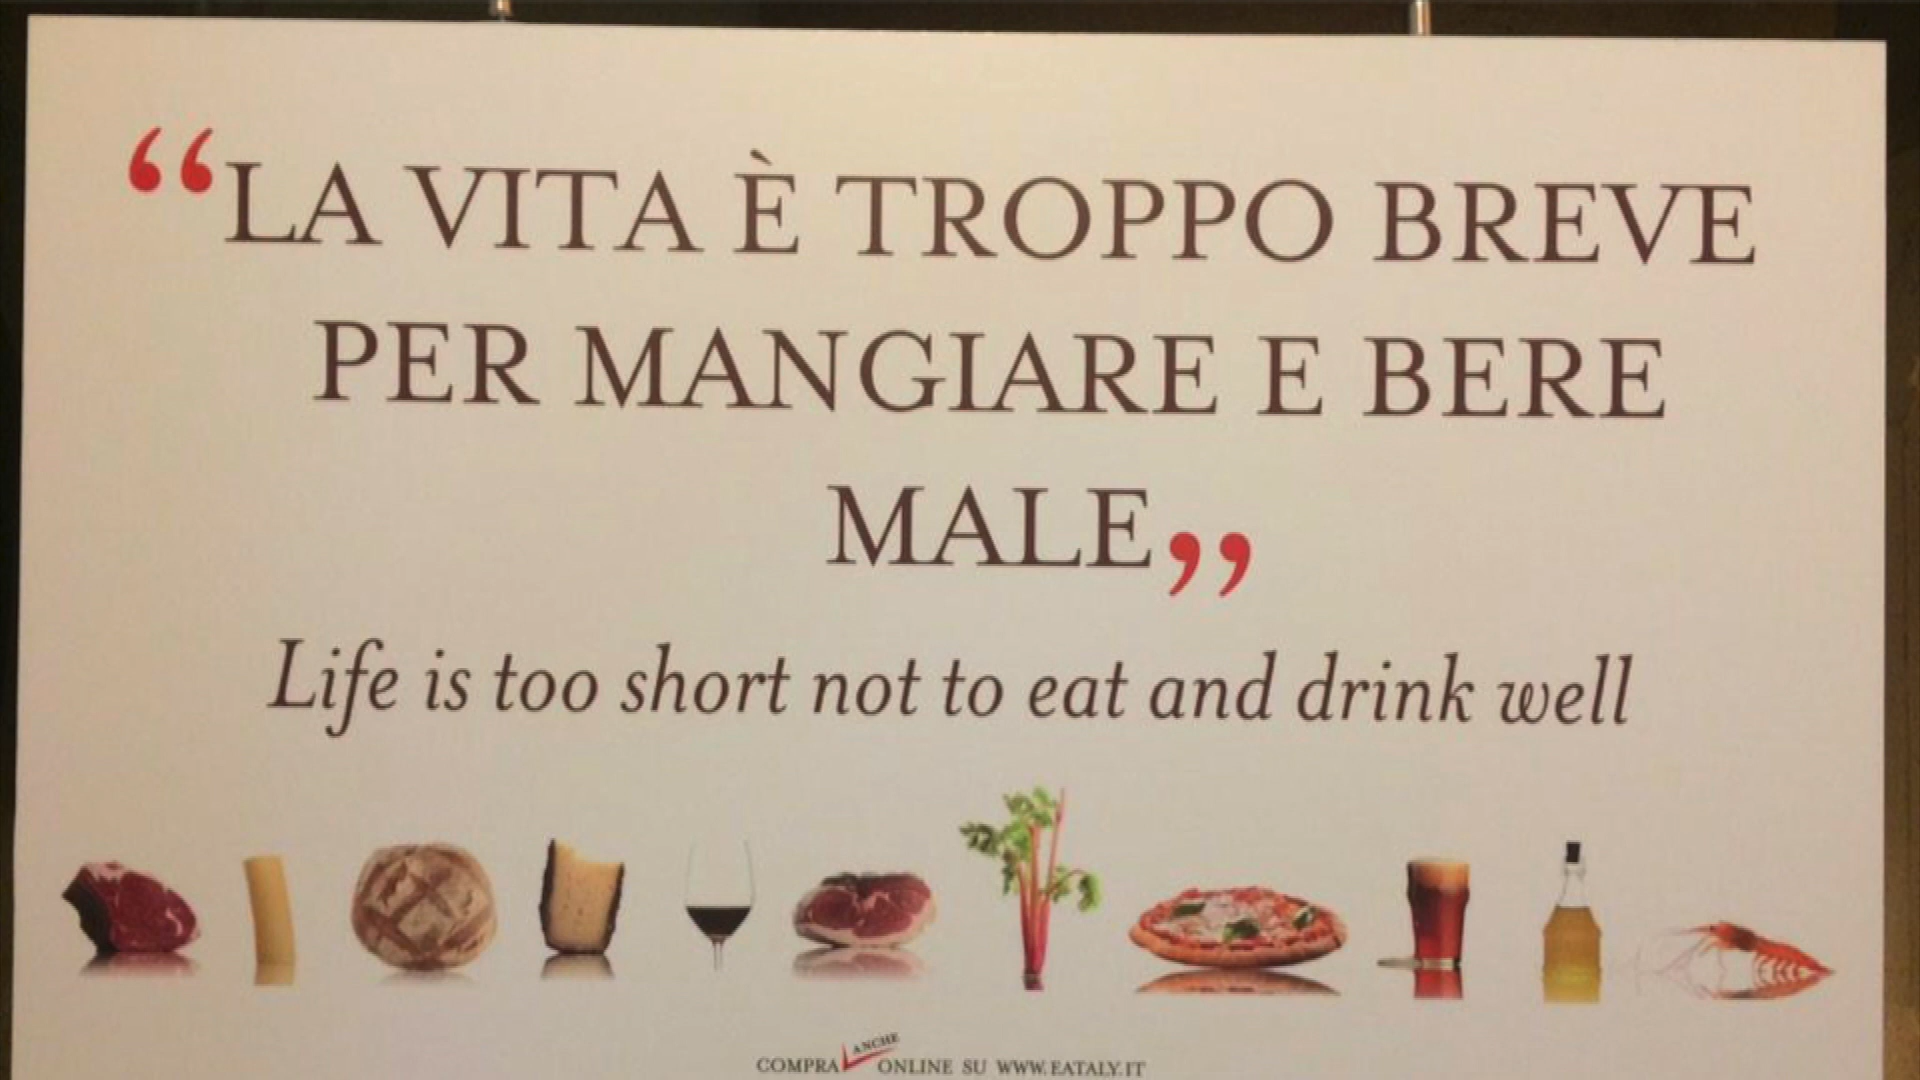 “LA VITA È TROPPO BREVE
PER MANGIARE E BERE
MALE”
Life is too short not to eat and drink well
ANCHE
COMPRA ONLINE SU WWW.EATALY.IT